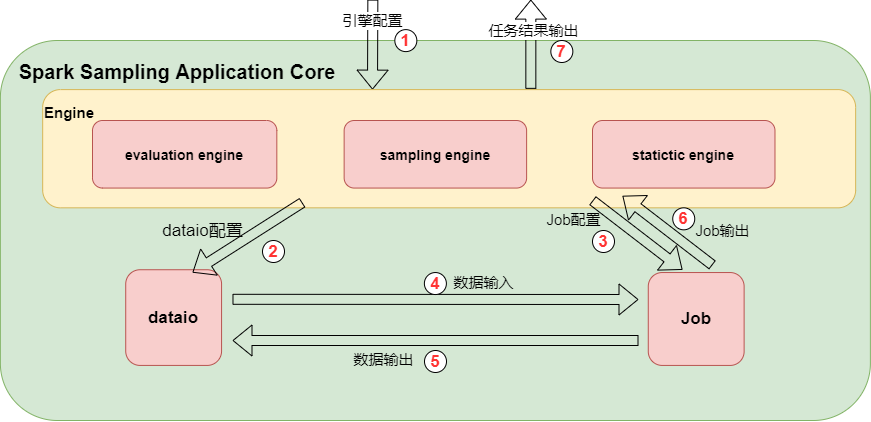 引擎配置
1
任务结果输出
7
Spark Sampling Application Core
Engine
evaluation engine
sampling engine
statictic engine
dataio配置
2
Job配置
3
6
Job输出
4
数据输入
dataio
Job
数据输出
5